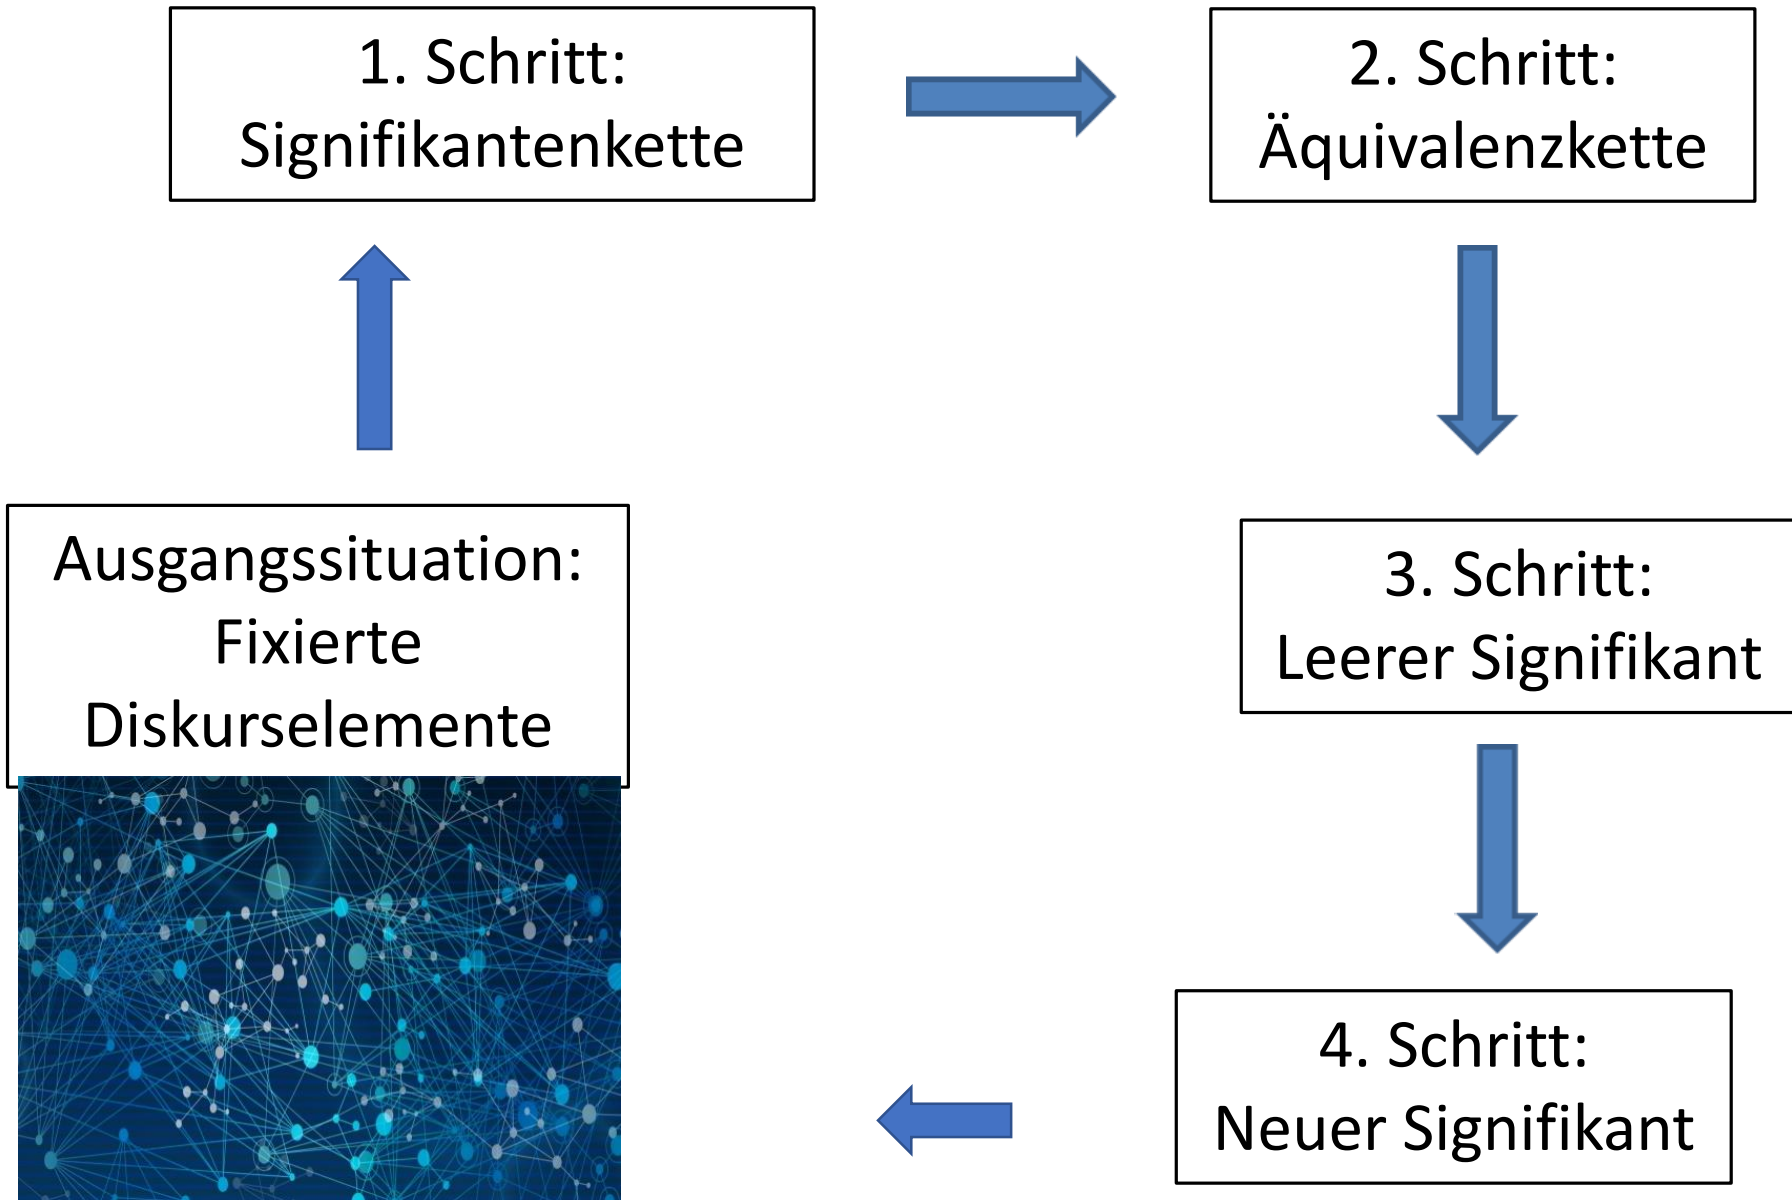 1. Schritt:
Signifikantenkette
2. Schritt:
Äquivalenzkette
Ausgangssituation:
Fixierte
Diskurselemente
3. Schritt:
Leerer Signifikant
4. Schritt:
Neuer Signifikant